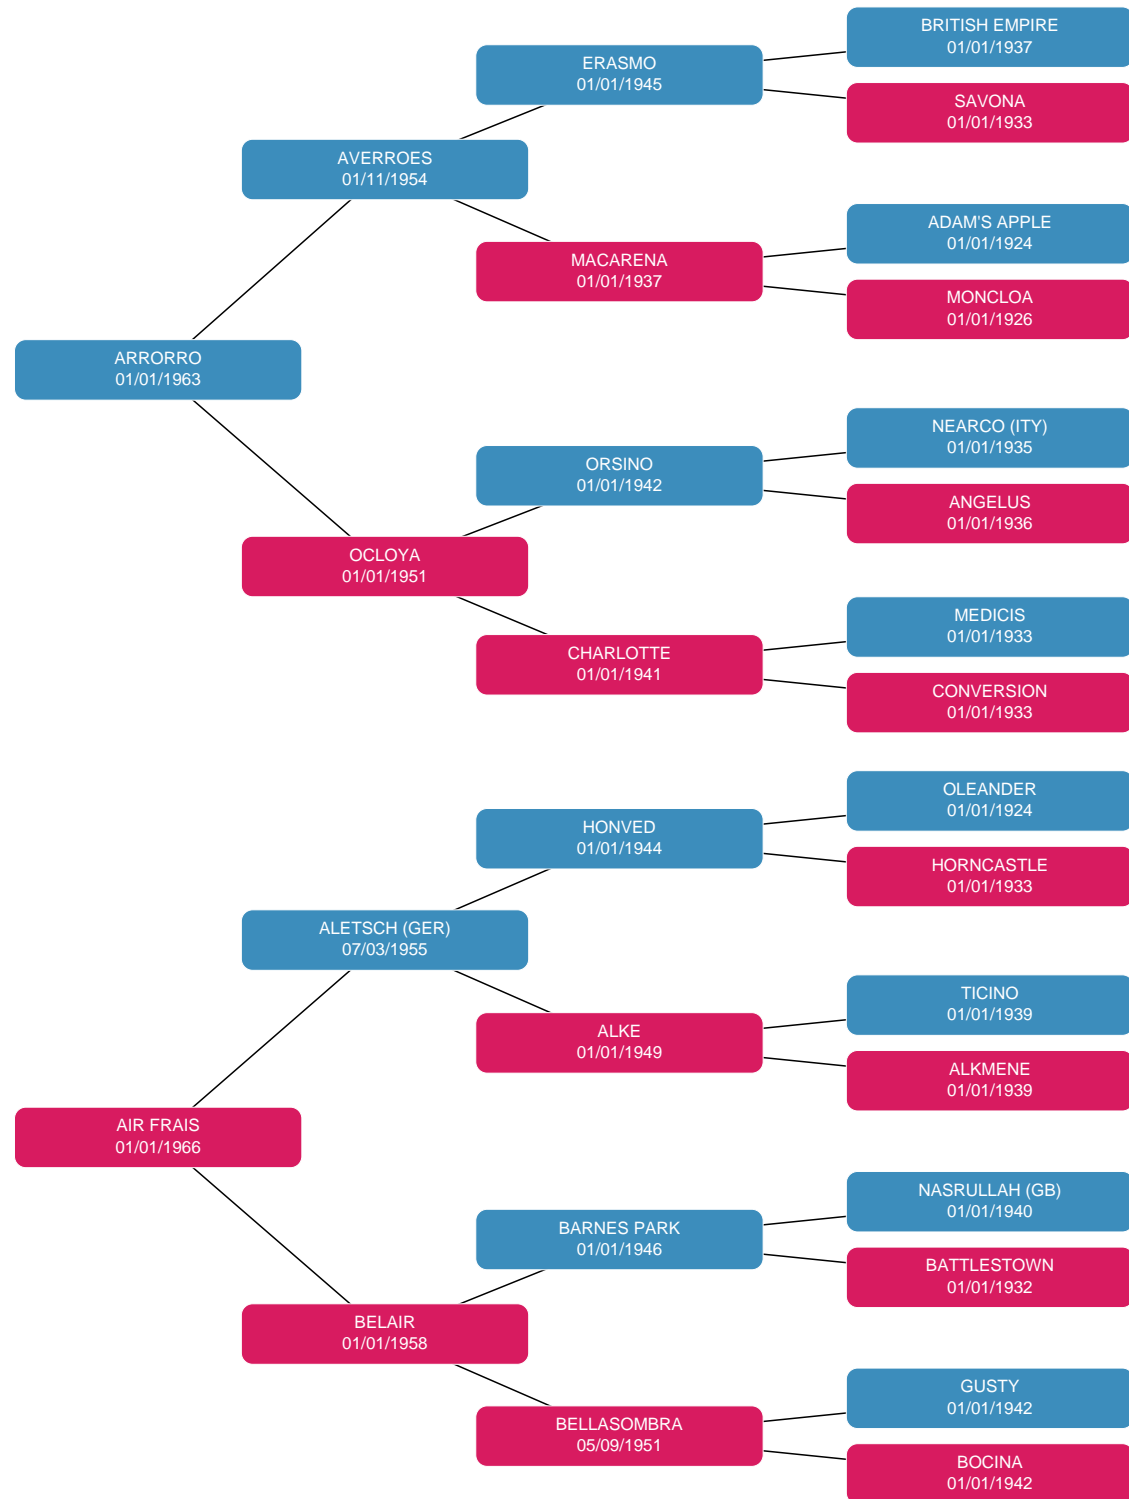 BRITISH EMPIRE
01/01/1937
ERASMO
01/01/1945
SAVONA
01/01/1933
AVERROES
01/11/1954
ADAM'S APPLE
01/01/1924
MACARENA
01/01/1937
MONCLOA
01/01/1926
ARRORRO
01/01/1963
NEARCO (ITY)
01/01/1935
ORSINO
01/01/1942
ANGELUS
01/01/1936
OCLOYA
01/01/1951
MEDICIS
01/01/1933
CHARLOTTE
01/01/1941
CONVERSION
01/01/1933
OLEANDER
01/01/1924
HONVED
01/01/1944
HORNCASTLE
01/01/1933
ALETSCH (GER)
07/03/1955
TICINO
01/01/1939
ALKE
01/01/1949
ALKMENE
01/01/1939
AIR FRAIS
01/01/1966
NASRULLAH (GB)
01/01/1940
BARNES PARK
01/01/1946
BATTLESTOWN
01/01/1932
BELAIR
01/01/1958
GUSTY
01/01/1942
BELLASOMBRA
05/09/1951
BOCINA
01/01/1942